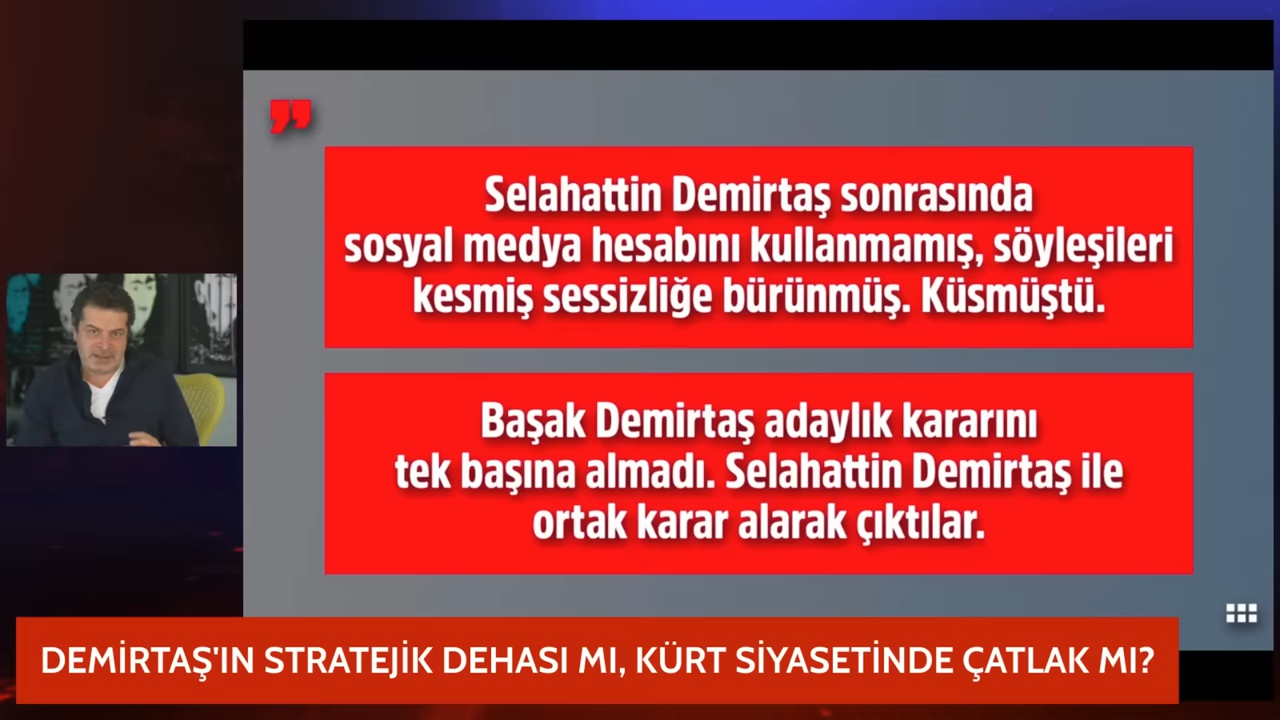 Selahattin Demirtaş sonrasında
sosyal medya hesabını kullanmamış, söyleşileri
kesmiş sessizliğe bürünmüş. Küsmüştü.
Başak Demirtaş adaylık kararını
tek başına almadı. Selahattin Demirtaş ile
ortak karar alarak çıktılar.
DEMİRTAŞ'IN STRATEJİK DEHASI MI, KÜRT SİYASETİNDE ÇATLAK MI?